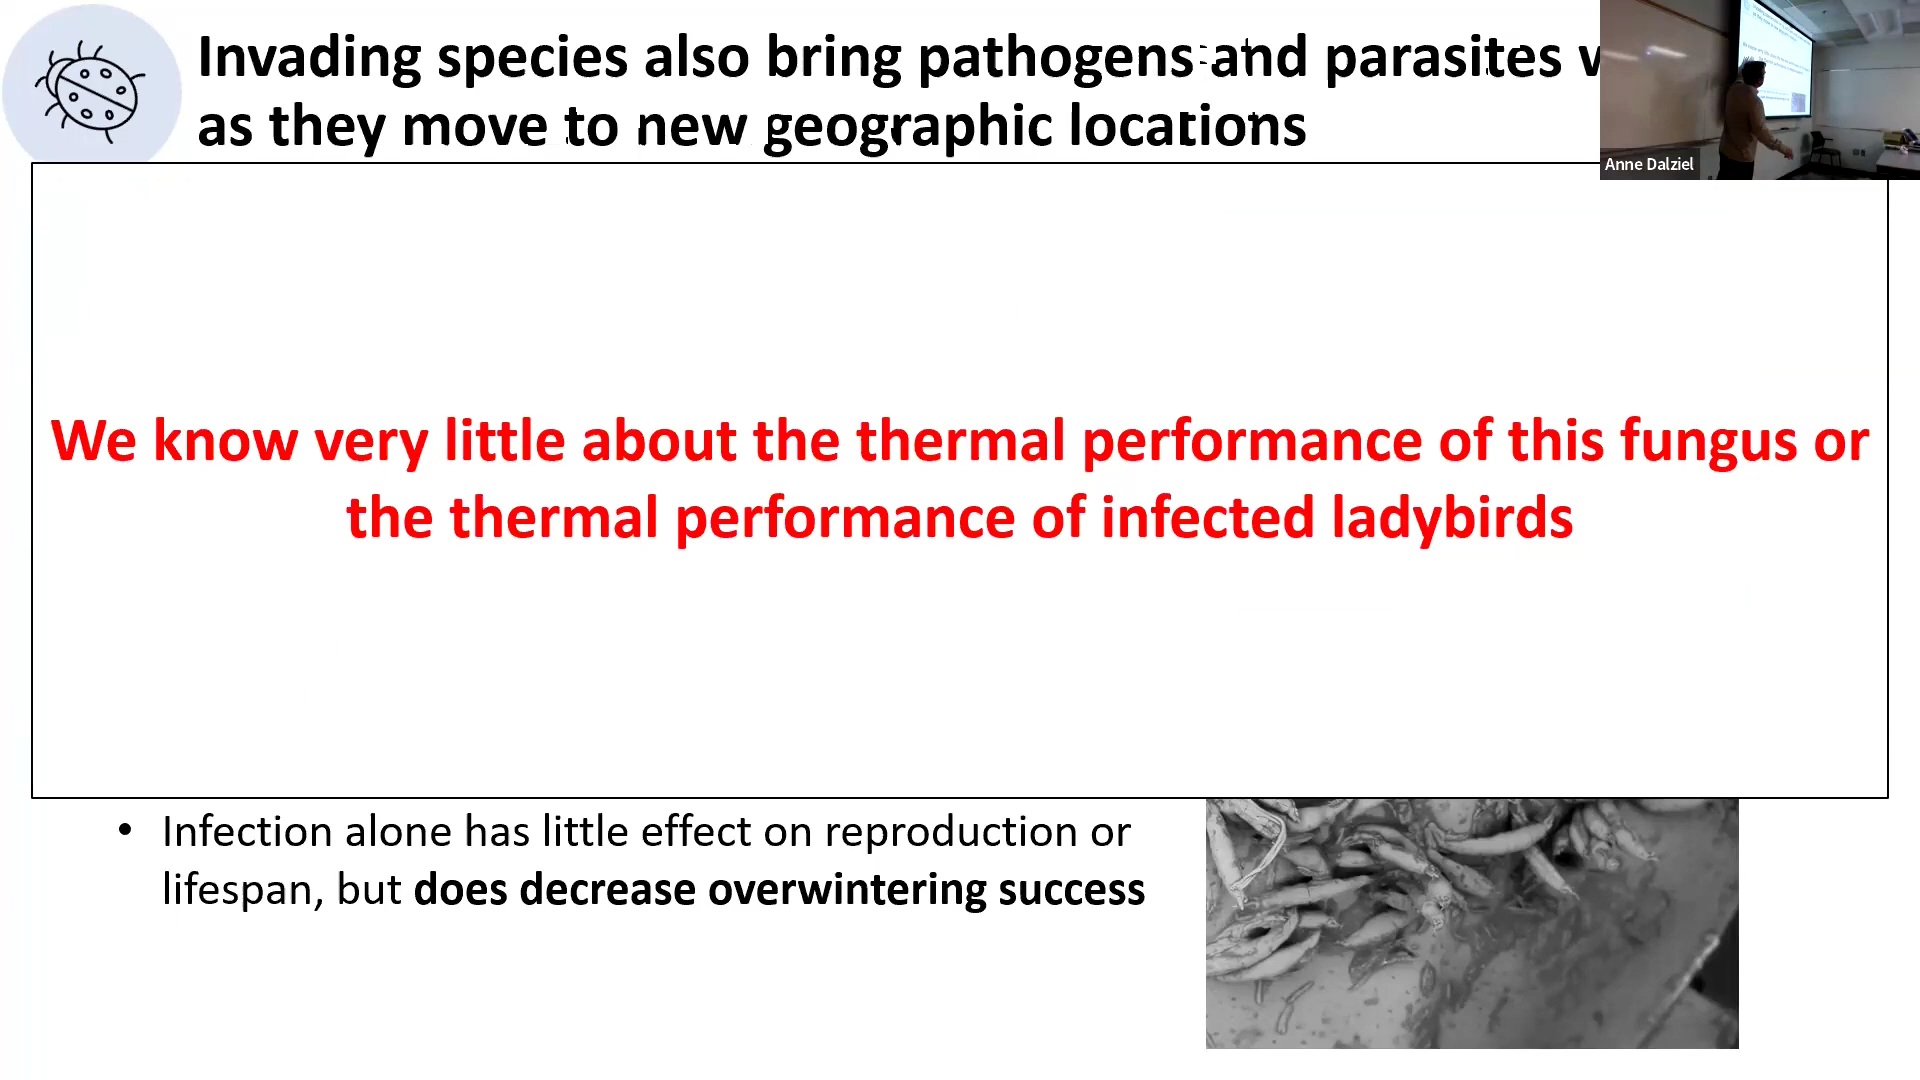 Invading species also bring pathogens and parasites
as they move to new geographic locations
Anne Dalziel
We know very little about the thermal performance of this fungus or
the thermal performance of infected ladybirds
• Infection alone has little effect on reproduction or
lifespan, but does decrease overwintering success